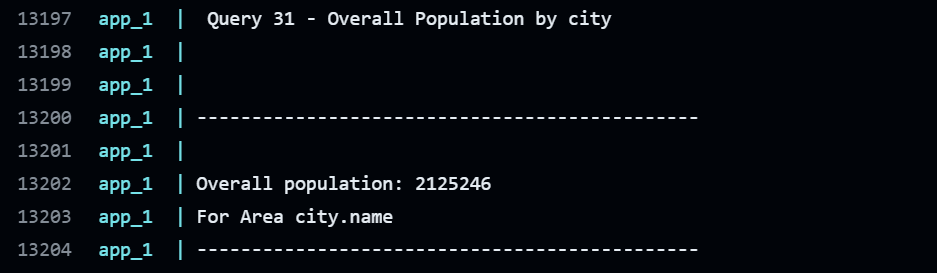 13197 app_1 | Query 31 - Overall Population by city
13198 app_1 |
13199 app_1 |
13200 app_1 | ----------------------------------------------
13201 app_1 |
13202 app_1 | Overall population: 2125246
13203 app_1 | For Area city.name
13204 app_1 | ----------------------------------------------